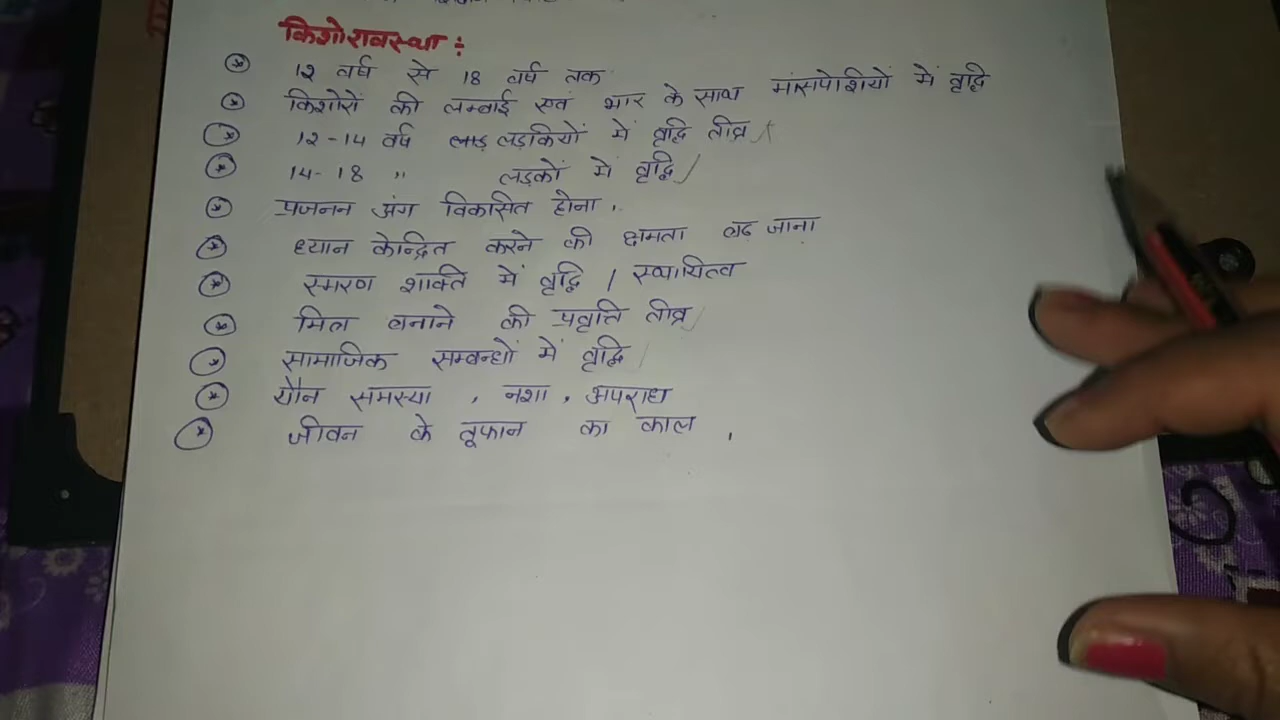 किशोरावस्था :
12 वर्ष से 18 वर्ष तक
किशोरों की लम्बाई एवं भार के साथ मांसपेशियों में वृद्धि
12-14 वर्ष लड़कियों में वृद्धि तीव्र
14-18 " लड़कों में वृद्धि
प्रजनन अंग विकसित होना .
ध्यान केन्द्रित करने की क्षमता बढ़ जाना
स्मरण शक्ति में वृद्धि / स्थायित्व
मित्र बनाने की प्रवृत्ति तीव्र
सामाजिक सम्बन्धों में वृद्धि
यौन समस्या , नशा , अपराध
जीवन के तूफान का काल ,